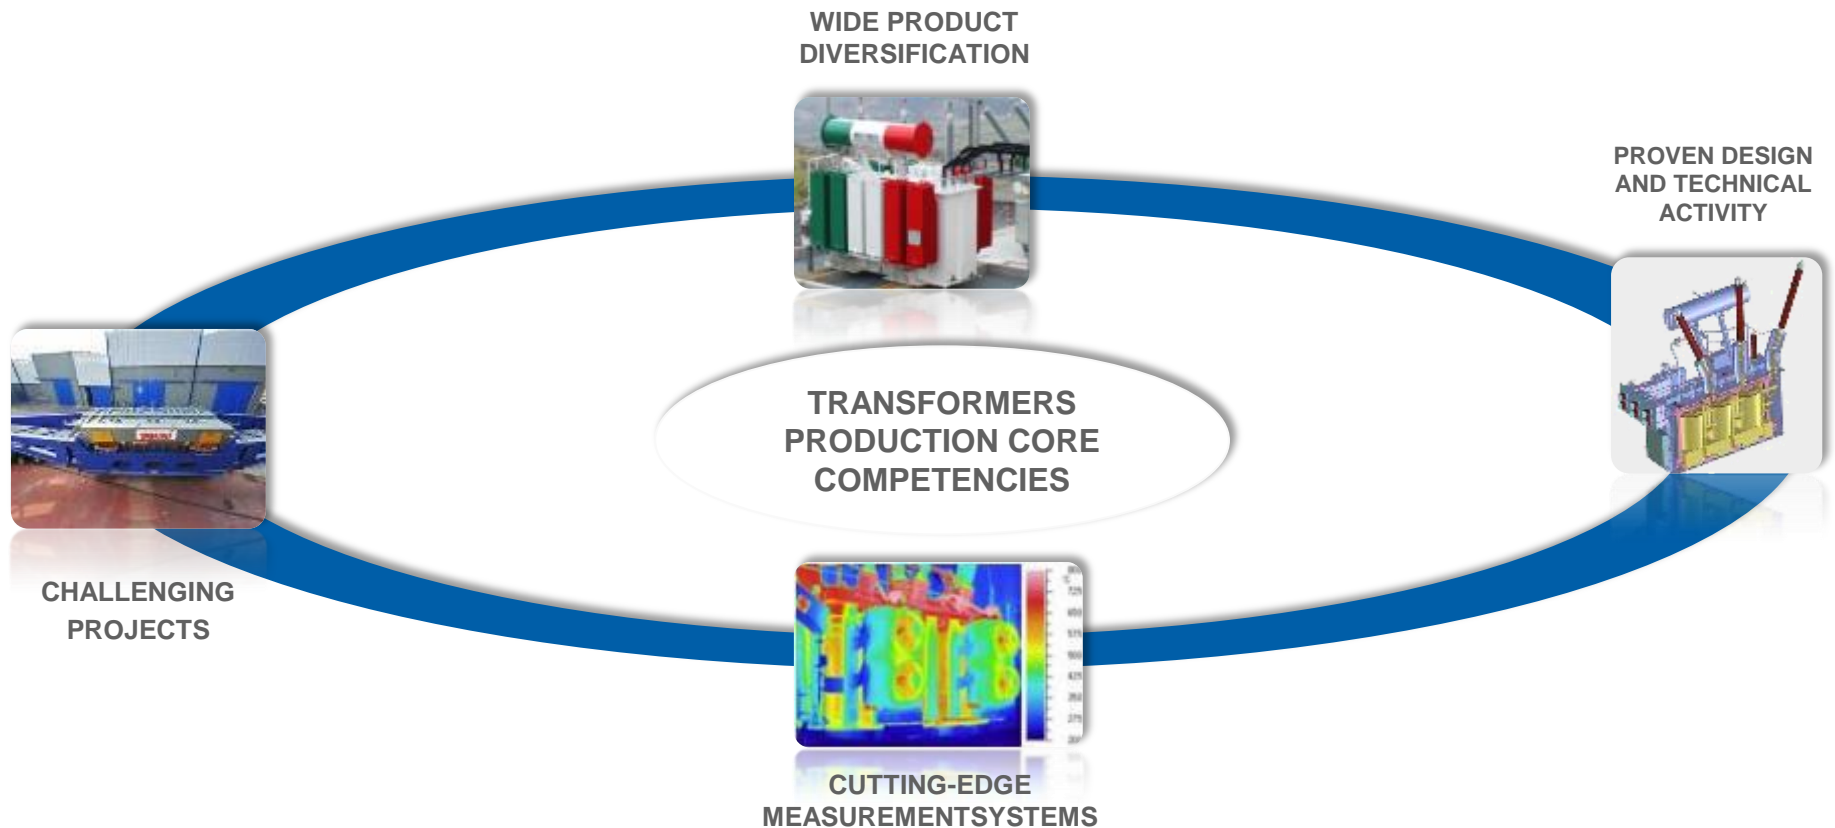 WIDE PRODUCT
DIVERSIFICATION
PROVEN DESIGN
AND TECHNICAL
ACTIVITY
TRANSFORMERS
PRODUCTION CORE
COMPETENCIES
CHALLENGING
PROJECTS
CUTTING-EDGE
MEASUREMENTSYSTEMS